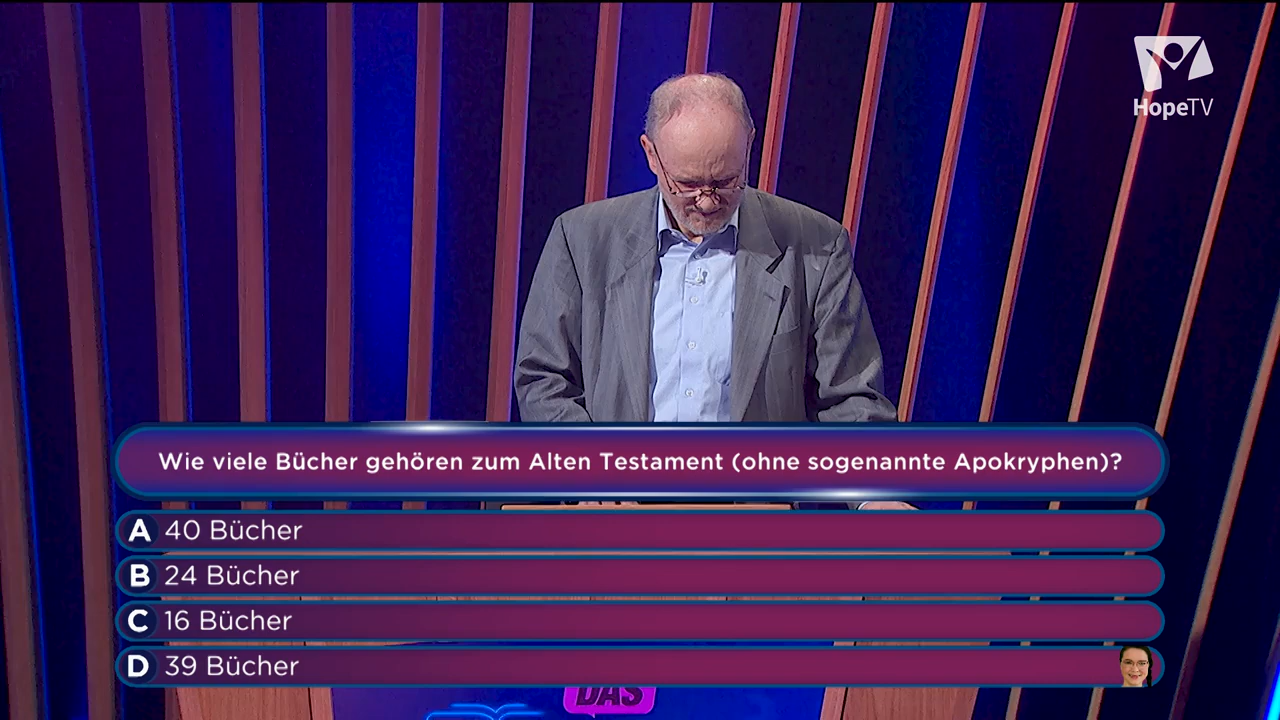 HopeTV
Wie viele Bücher gehören zum Alten Testament (ohne sogenannte Apokryphen)?
A 40 Bücher
B 24 Bücher
C 16 Bücher
D 39 Bücher
DAS